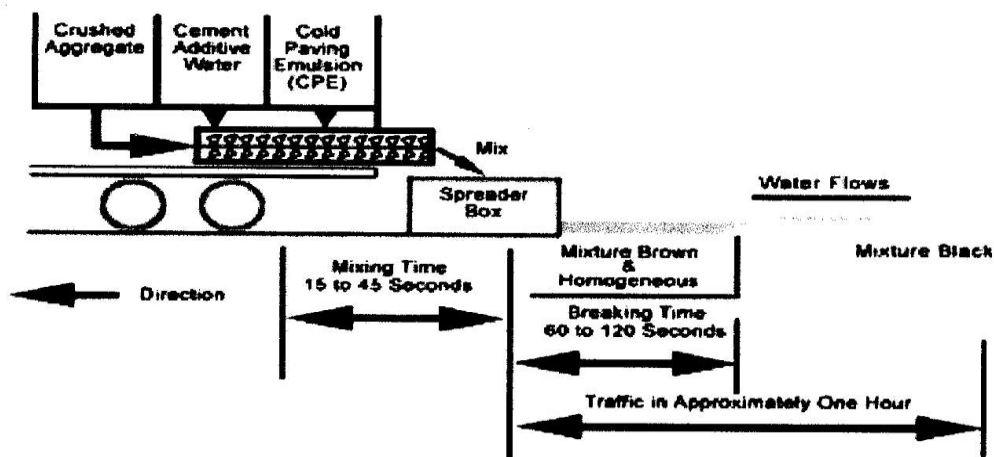 Crushed
Aggregate
Cement
Additive
Water
Cold
Paving
Emulsion
(CPE)
Mix
Spreader
Box
Water Flows
Mixture Brown
&
Homogeneous
Mixture Black
Mixing Time
15 to 45 Seconds
Direction
Breaking Time
60 to 120 Seconds
Traffic in Approximately One Hour